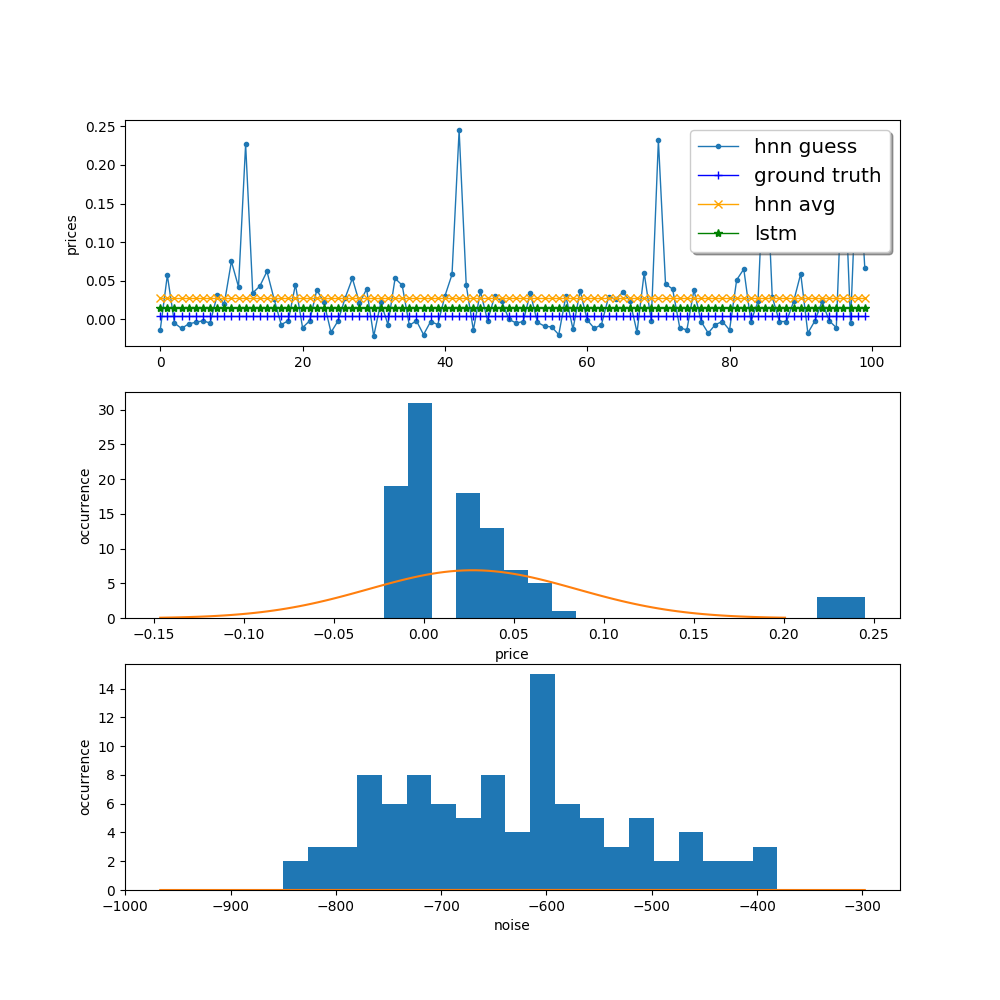 0.25
0.20
0.15
0.10
0.05
0.00
prices
hnn guess
ground truth
hnn avg
lstm
0 20 40 60 80 100
30
25
20
15
10
5
0
occurrence
−0.15 −0.10 −0.05 0.00 0.05 0.10 0.15 0.20 0.25
price
14
12
10
8
6
4
2
0
occurrence
−1000 −900 −800 −700 −600 −500 −400 −300
noise